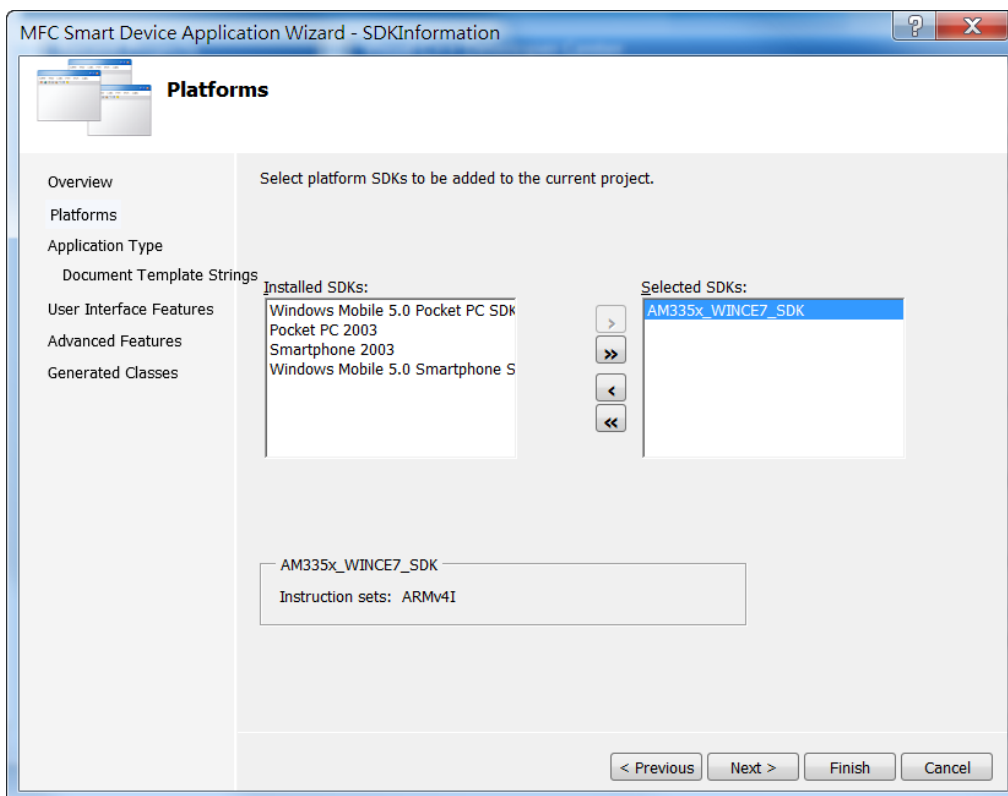 MFC Smart Device Application Wizard - SDKInformation
Platforms
Overview
Platforms
Application Type
Document Template Strings
User Interface Features
Advanced Features
Generated Classes
Select platform SDKs to be added to the current project.
Installed SDKs:
Windows Mobile 5.0 Pocket PC SDK
Pocket PC 2003
Smartphone 2003
Windows Mobile 5.0 Smartphone S
>
»
<
«
Selected SDKs:
AM335x_WINCE7_SDK
AM335x_WINCE7_SDK
Instruction sets: ARMv4I
< Previous
Next >
Finish
Cancel